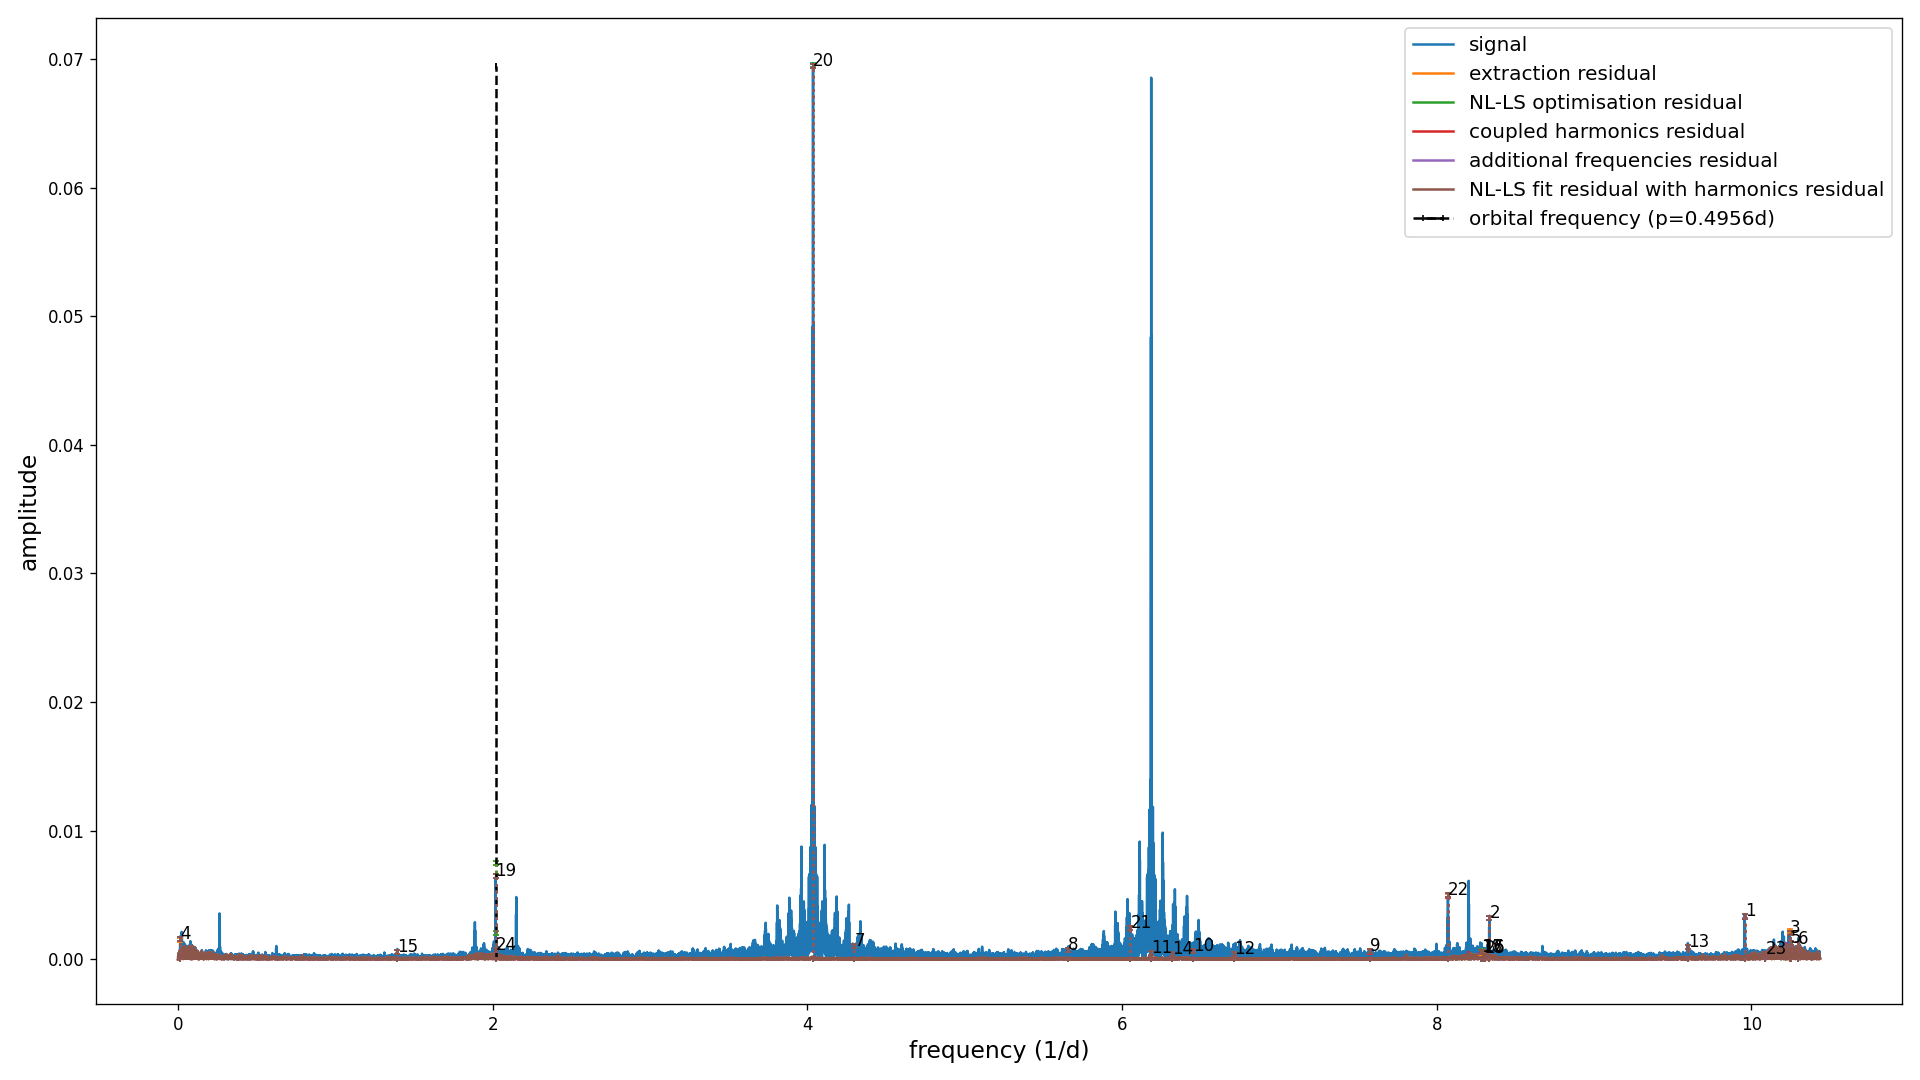 0.07
0.06
0.05
0.04
0.03
0.02
0.01
0.00
amplitude
0 2 4 6 8 10
frequency (1/d)
signal
extraction residual
NL-LS optimisation residual
coupled harmonics residual
additional frequencies residual
NL-LS fit residual with harmonics residual
orbital frequency (p=0.4956d)
20
19
24
4
15
7
8
21
11
14
10
12
9
22
2
13
1
3
5
6
23